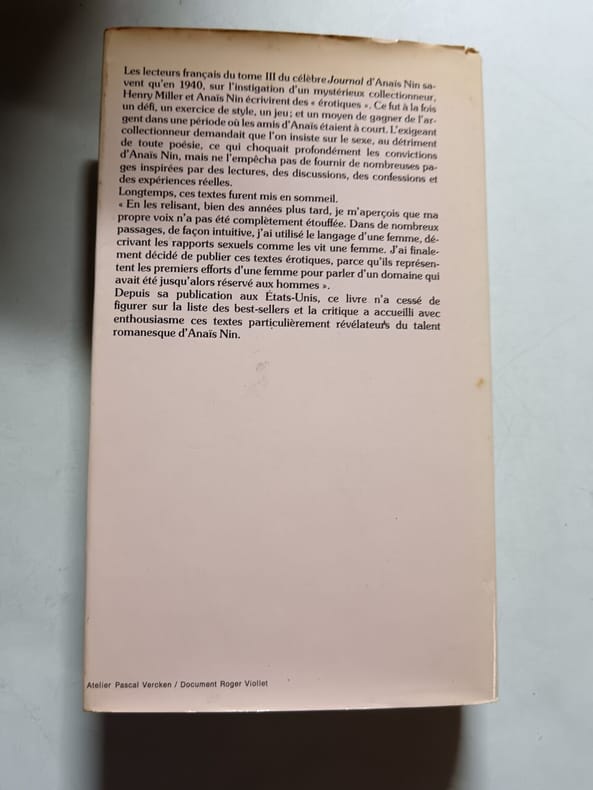 Les lecteurs français du tome III du célèbre Journal d'Anaïs Nin sa-
vent qu'en 1940, sur l'instigation d'un mystérieux collectionneur,
Henry Miller et Anaïs Nin écrivirent des « érotiques ». Ce fut à la fois
un défi, un exercice de style, un jeu; et un moyen de gagner de l'ar-
gent dans une période où les amis d'Anaïs étaient à court. L'exigeant
collectionneur demandait que l'on insiste sur le sexe, au détriment
de toute poésie, ce qui choquait profondément les convictions
d'Anaïs Nin, mais ne l'empêcha pas de fournir de nombreuses pa-
ges inspirées par des lectures, des discussions, des confessions et
des expériences réelles.
Longtemps, ces textes furent mis en sommeil.
« En les relisant, bien des années plus tard, je m'aperçois que ma
propre voix n'a pas été complètement étouffée. Dans de nombreux
passages, de façon intuitive, j'ai utilisé le langage d'une femme, dé-
crivant les rapports sexuels comme les vit une femme. J'ai finale-
ment décidé de publier ces textes érotiques, parce qu'ils représen-
tent les premiers efforts d'une femme pour parler d'un domaine qui
avait été jusqu'alors réservé aux hommes ».
Depuis sa publication aux États-Unis, ce livre n'a cessé de
figurer sur la liste des best-sellers et la critique a accueilli avec
enthousiasme ces textes particulièrement révélateurs du talent
romanesque d'Anaïs Nin.
Atelier Pascal Vercken / Document Roger Viollet